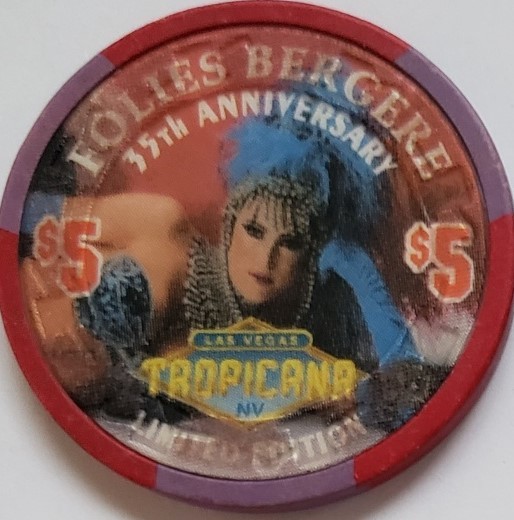 FOLIES BERGERE
35th ANNIVERSARY
$5
$5
LAS VEGAS
TROPICANA
NV
LIMITED EDITION